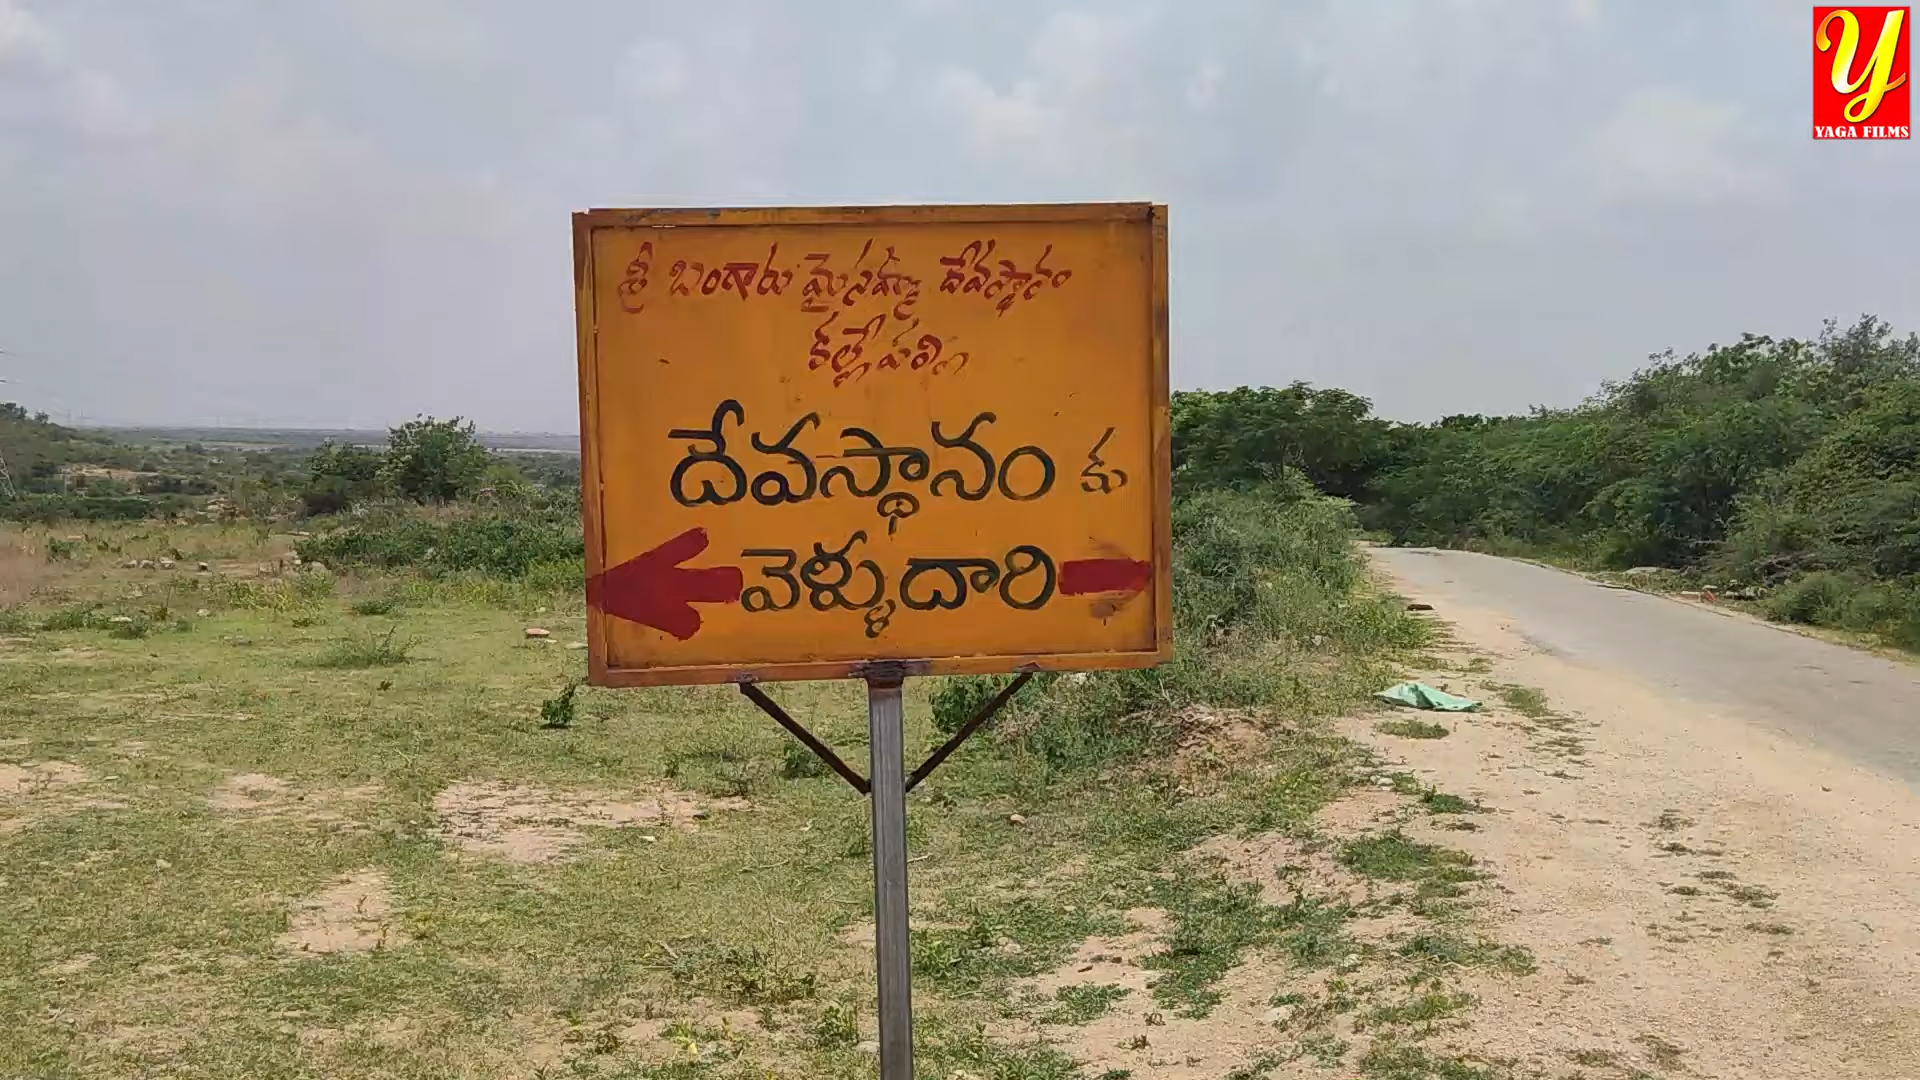 శ్రీ బంగారు మైసమ్మ దేవస్థానం
కల్లేపల్లి
దేవస్థానం కు
వెళ్ళుదారి
Y
YAGA FILMS